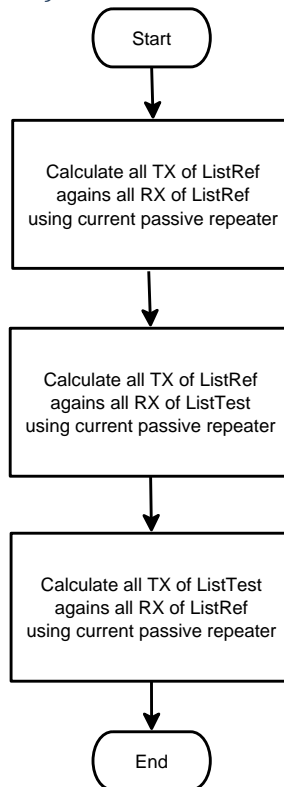 Start
Calculate all TX of ListRef
agains all RX of ListRef
using current passive repeater
Calculate all TX of ListRef
agains all RX of ListTest
using current passive repeater
Calculate all TX of ListTest
agains all RX of ListRef
using current passive repeater
End